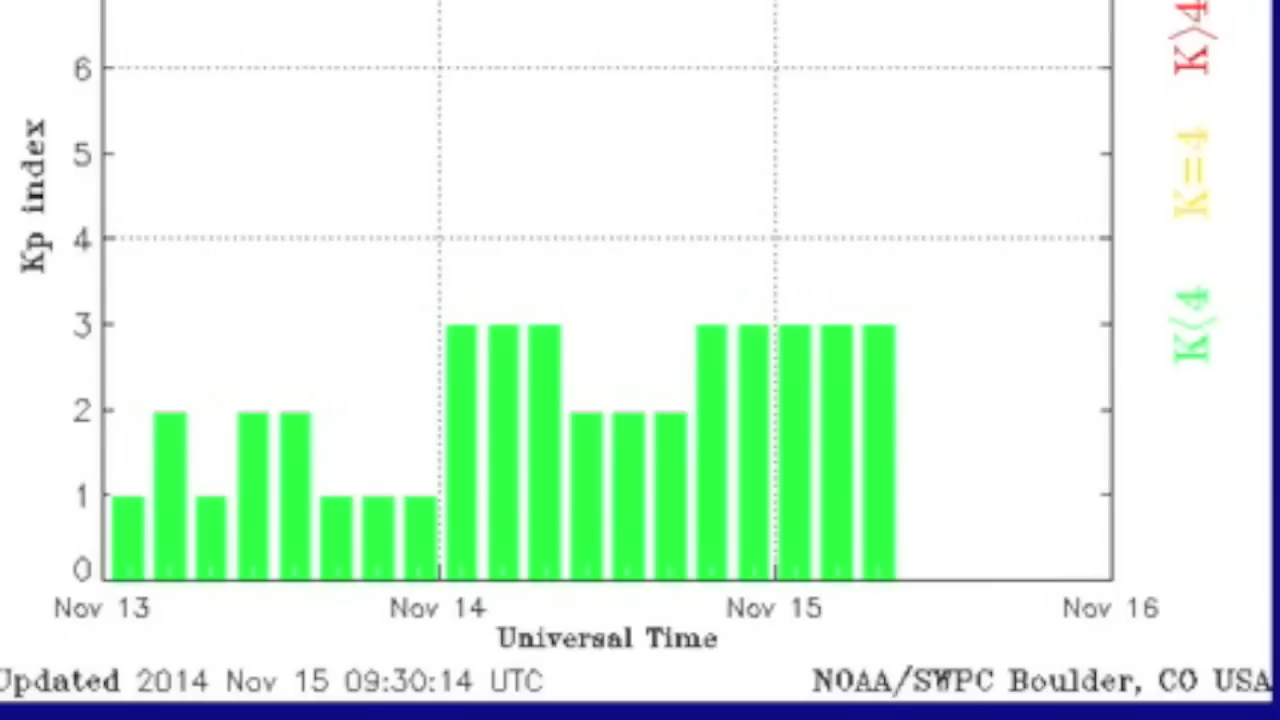 K>4
6
5
K=4
Kp index
4
3
K<4
2
1
0
Nov 13 Nov 14 Nov 15 Nov 16
Universal Time
Updated 2014 Nov 15 09:30:14 UTC NOAA/SWPC Boulder, CO USA